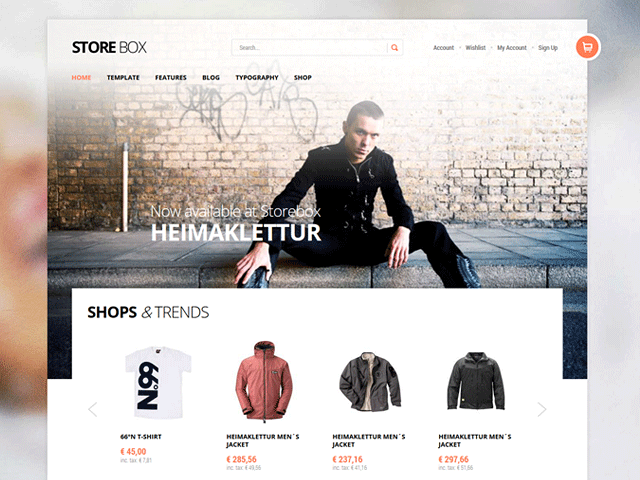 STORE BOX
Search...
Account
Wishlist
My Account
Sign Up
HOME
TEMPLATE
FEATURES
BLOG
TYPOGRAPHY
SHOP
Now available at Storebox
HEIMAKLETTUR
SHOPS & TRENDS
N.99
66°N T-SHIRT
€ 45,00
inc. tax € 7,81
HEIMAKLETTUR MEN`S
JACKET
€ 285,56
inc. tax € 49,56
HEIMAKLETTUR MEN`S
JACKET
€ 237,16
inc. tax € 41,16
HEIMAKLETTUR MEN`S
JACKET
€ 297,66
inc. tax € 51,66